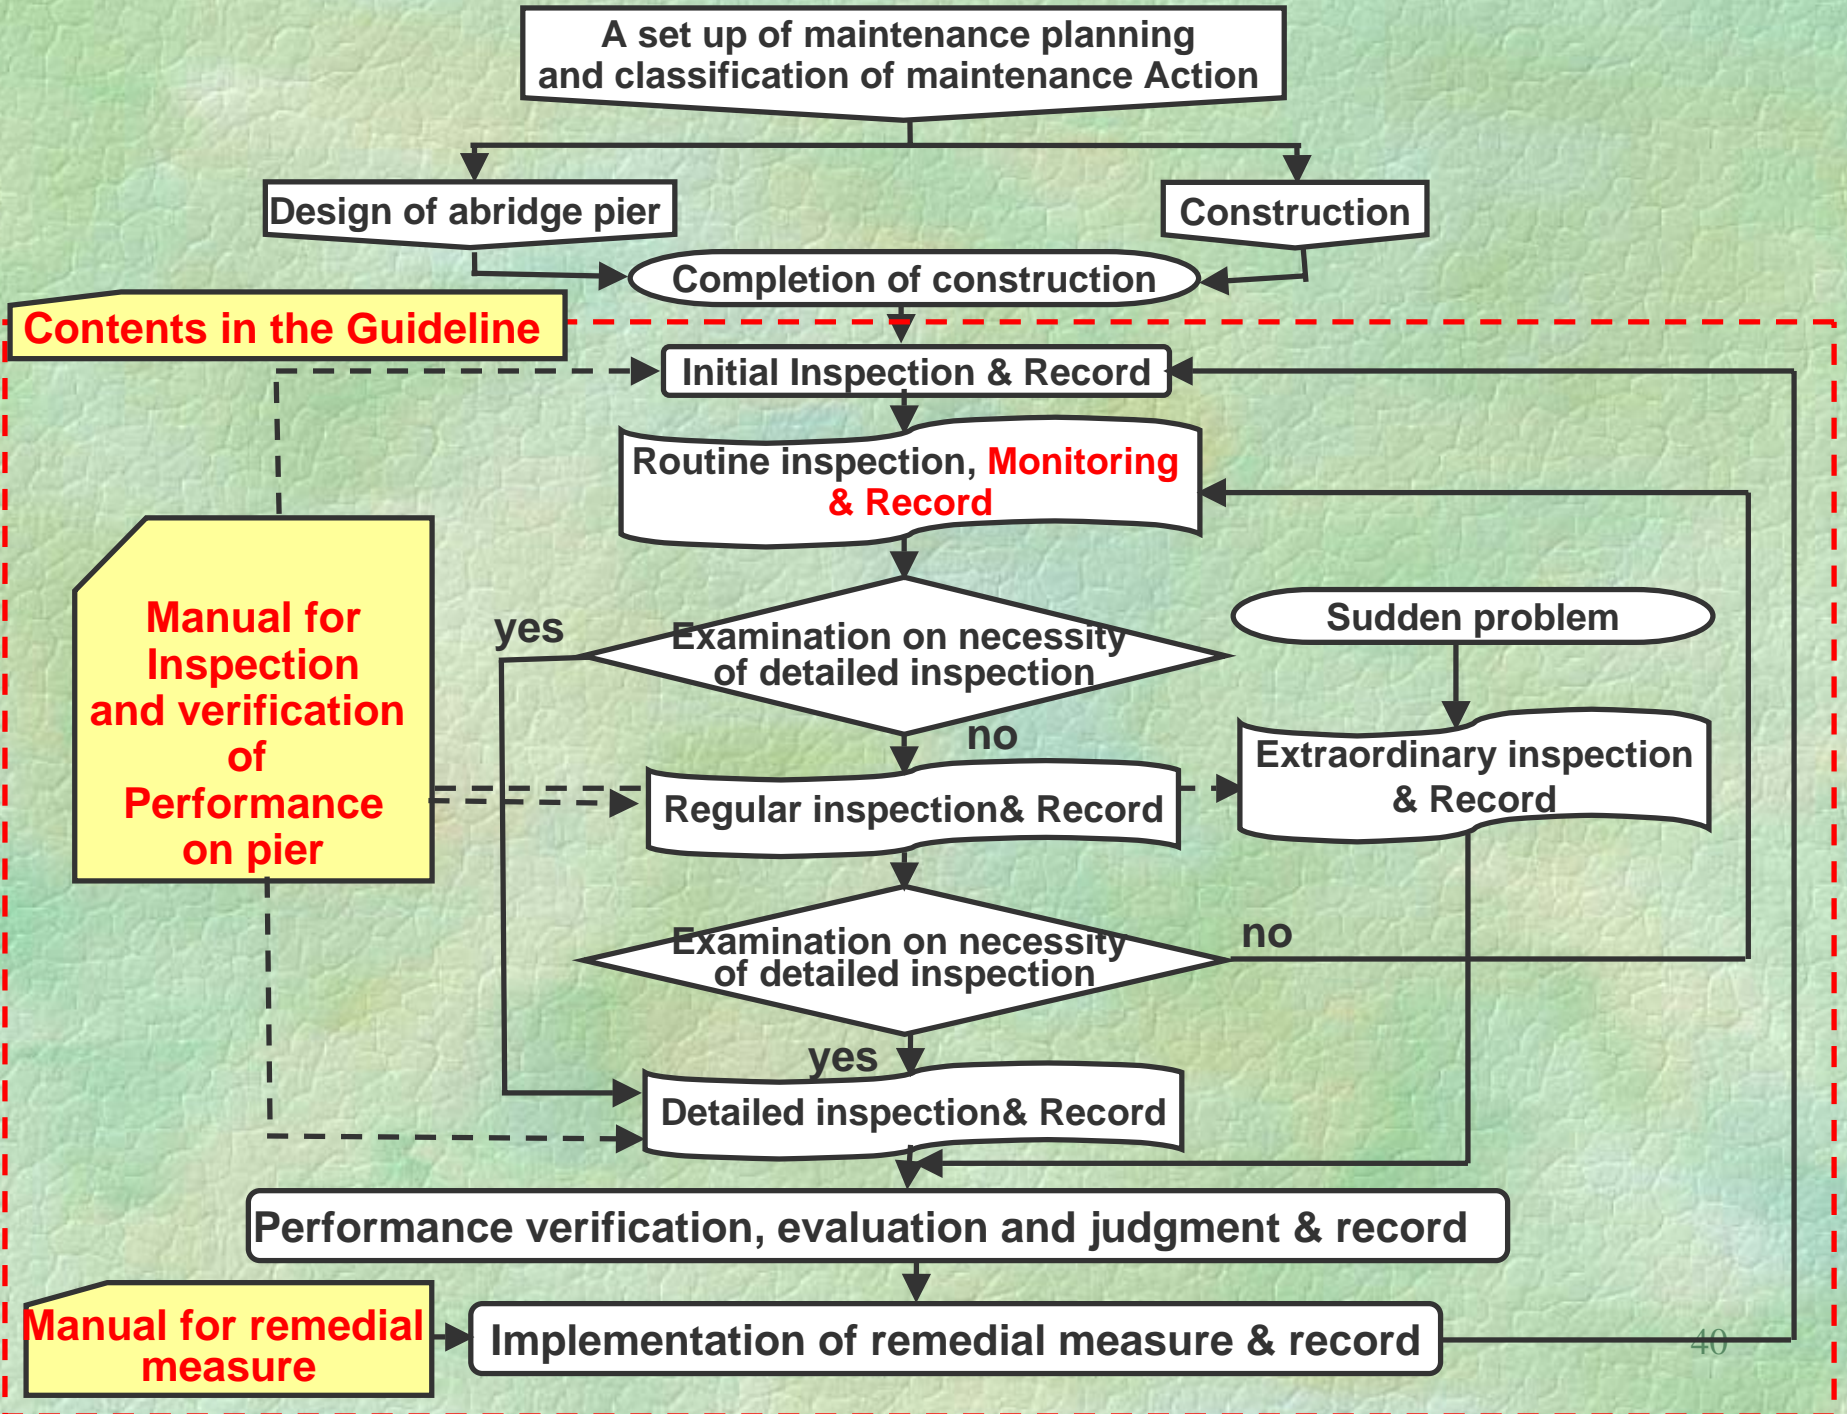 A set up of maintenance planning
and classification of maintenance Action
Design of abridge pier
Construction
Completion of construction
Contents in the Guideline
Initial Inspection & Record
Routine inspection, Monitoring
& Record
Manual for
Inspection
and verification
of
Performance
on pier
yes
Examination on necessity
of detailed inspection
Sudden problem
no
Extraordinary inspection
& Record
Regular inspection& Record
Examination on necessity
of detailed inspection
no
yes
Detailed inspection& Record
Performance verification, evaluation and judgment & record
Manual for remedial
measure
Implementation of remedial measure & record
40